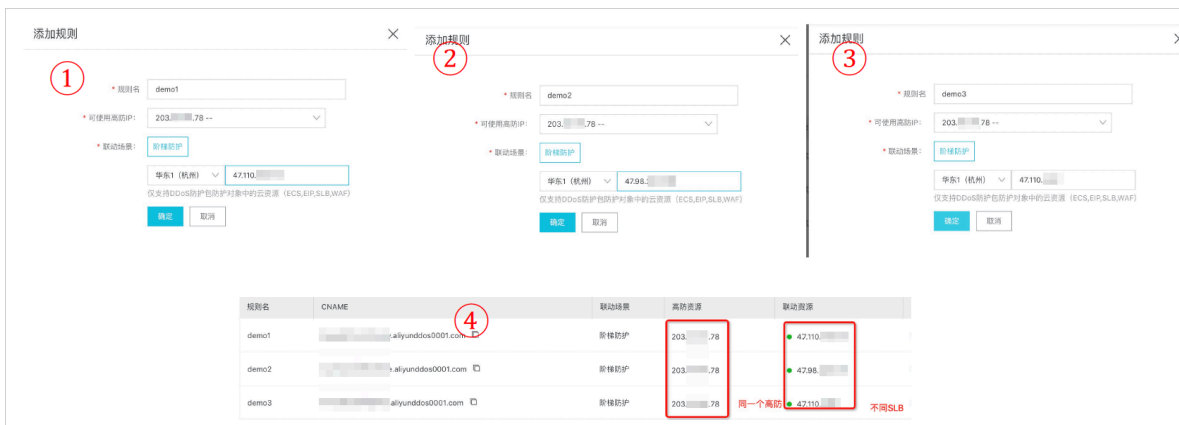 添加规则
①
* 规则名 demo1
* 可使用高防IP: 203. .78 --
* 联动场景: 阶梯防护
华东1（杭州） 47.110.
仅支持DDoS防护包防护对象中的云资源（ECS,EIP,SLB,WAF）
确定 取消
添加规则
②
* 规则名 demo2
* 可使用高防IP: 203. .78 --
* 联动场景: 阶梯防护
华东1（杭州） 47.98.
仅支持DDoS防护包防护对象中的云资源（ECS,EIP,SLB,WAF）
确定 取消
添加规则
③
* 规则名 demo3
* 可使用高防IP: 203. .78 --
* 联动场景: 阶梯防护
华东1（杭州） 47.110.
仅支持DDoS防护包防护对象中的云资源（ECS,EIP,SLB,WAF）
确定 取消
规则名 CNAME 联动场景 高防资源 联动资源
④
demo1 .aliyunddos0001.com 阶梯防护 203. .78 47.110.
demo2 .aliyunddos0001.com 阶梯防护 203. .78 47.98.
demo3 aliyunddos0001.com 阶梯防护 203. .78 同一个高防 47.110. 不同SLB